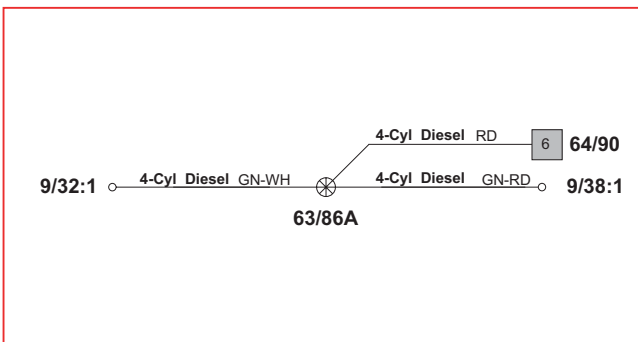 4-Cyl Diesel RD 6 64/90
9/32:1 4-Cyl Diesel GN-WH 4-Cyl Diesel GN-RD 9/38:1
63/86A